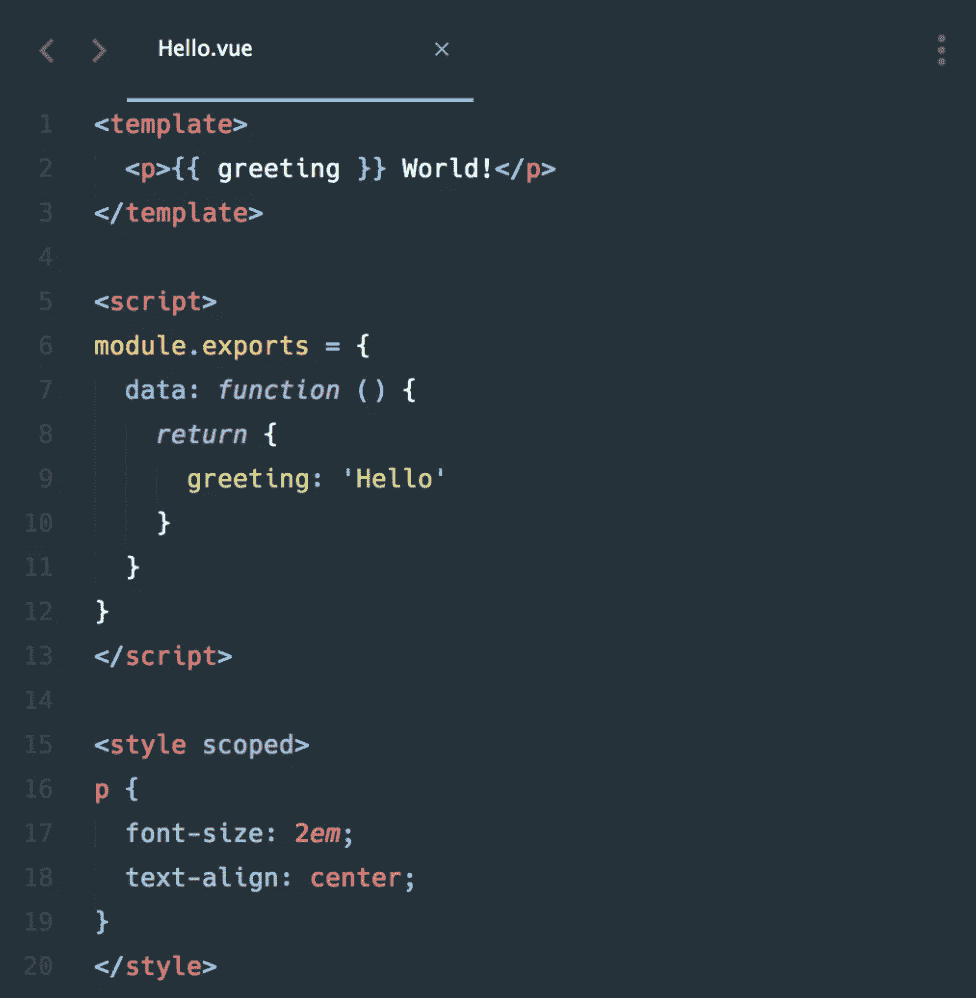 Hello.vue
1 <template>
2   <p>{{ greeting }} World!</p>
3 </template>
4
5 <script>
6 module.exports = {
7   data: function () {
8     return {
9       greeting: 'Hello'
10     }
11   }
12 }
13 </script>
14
15 <style scoped>
16 p {
17   font-size: 2em;
18   text-align: center;
19 }
20 </style>